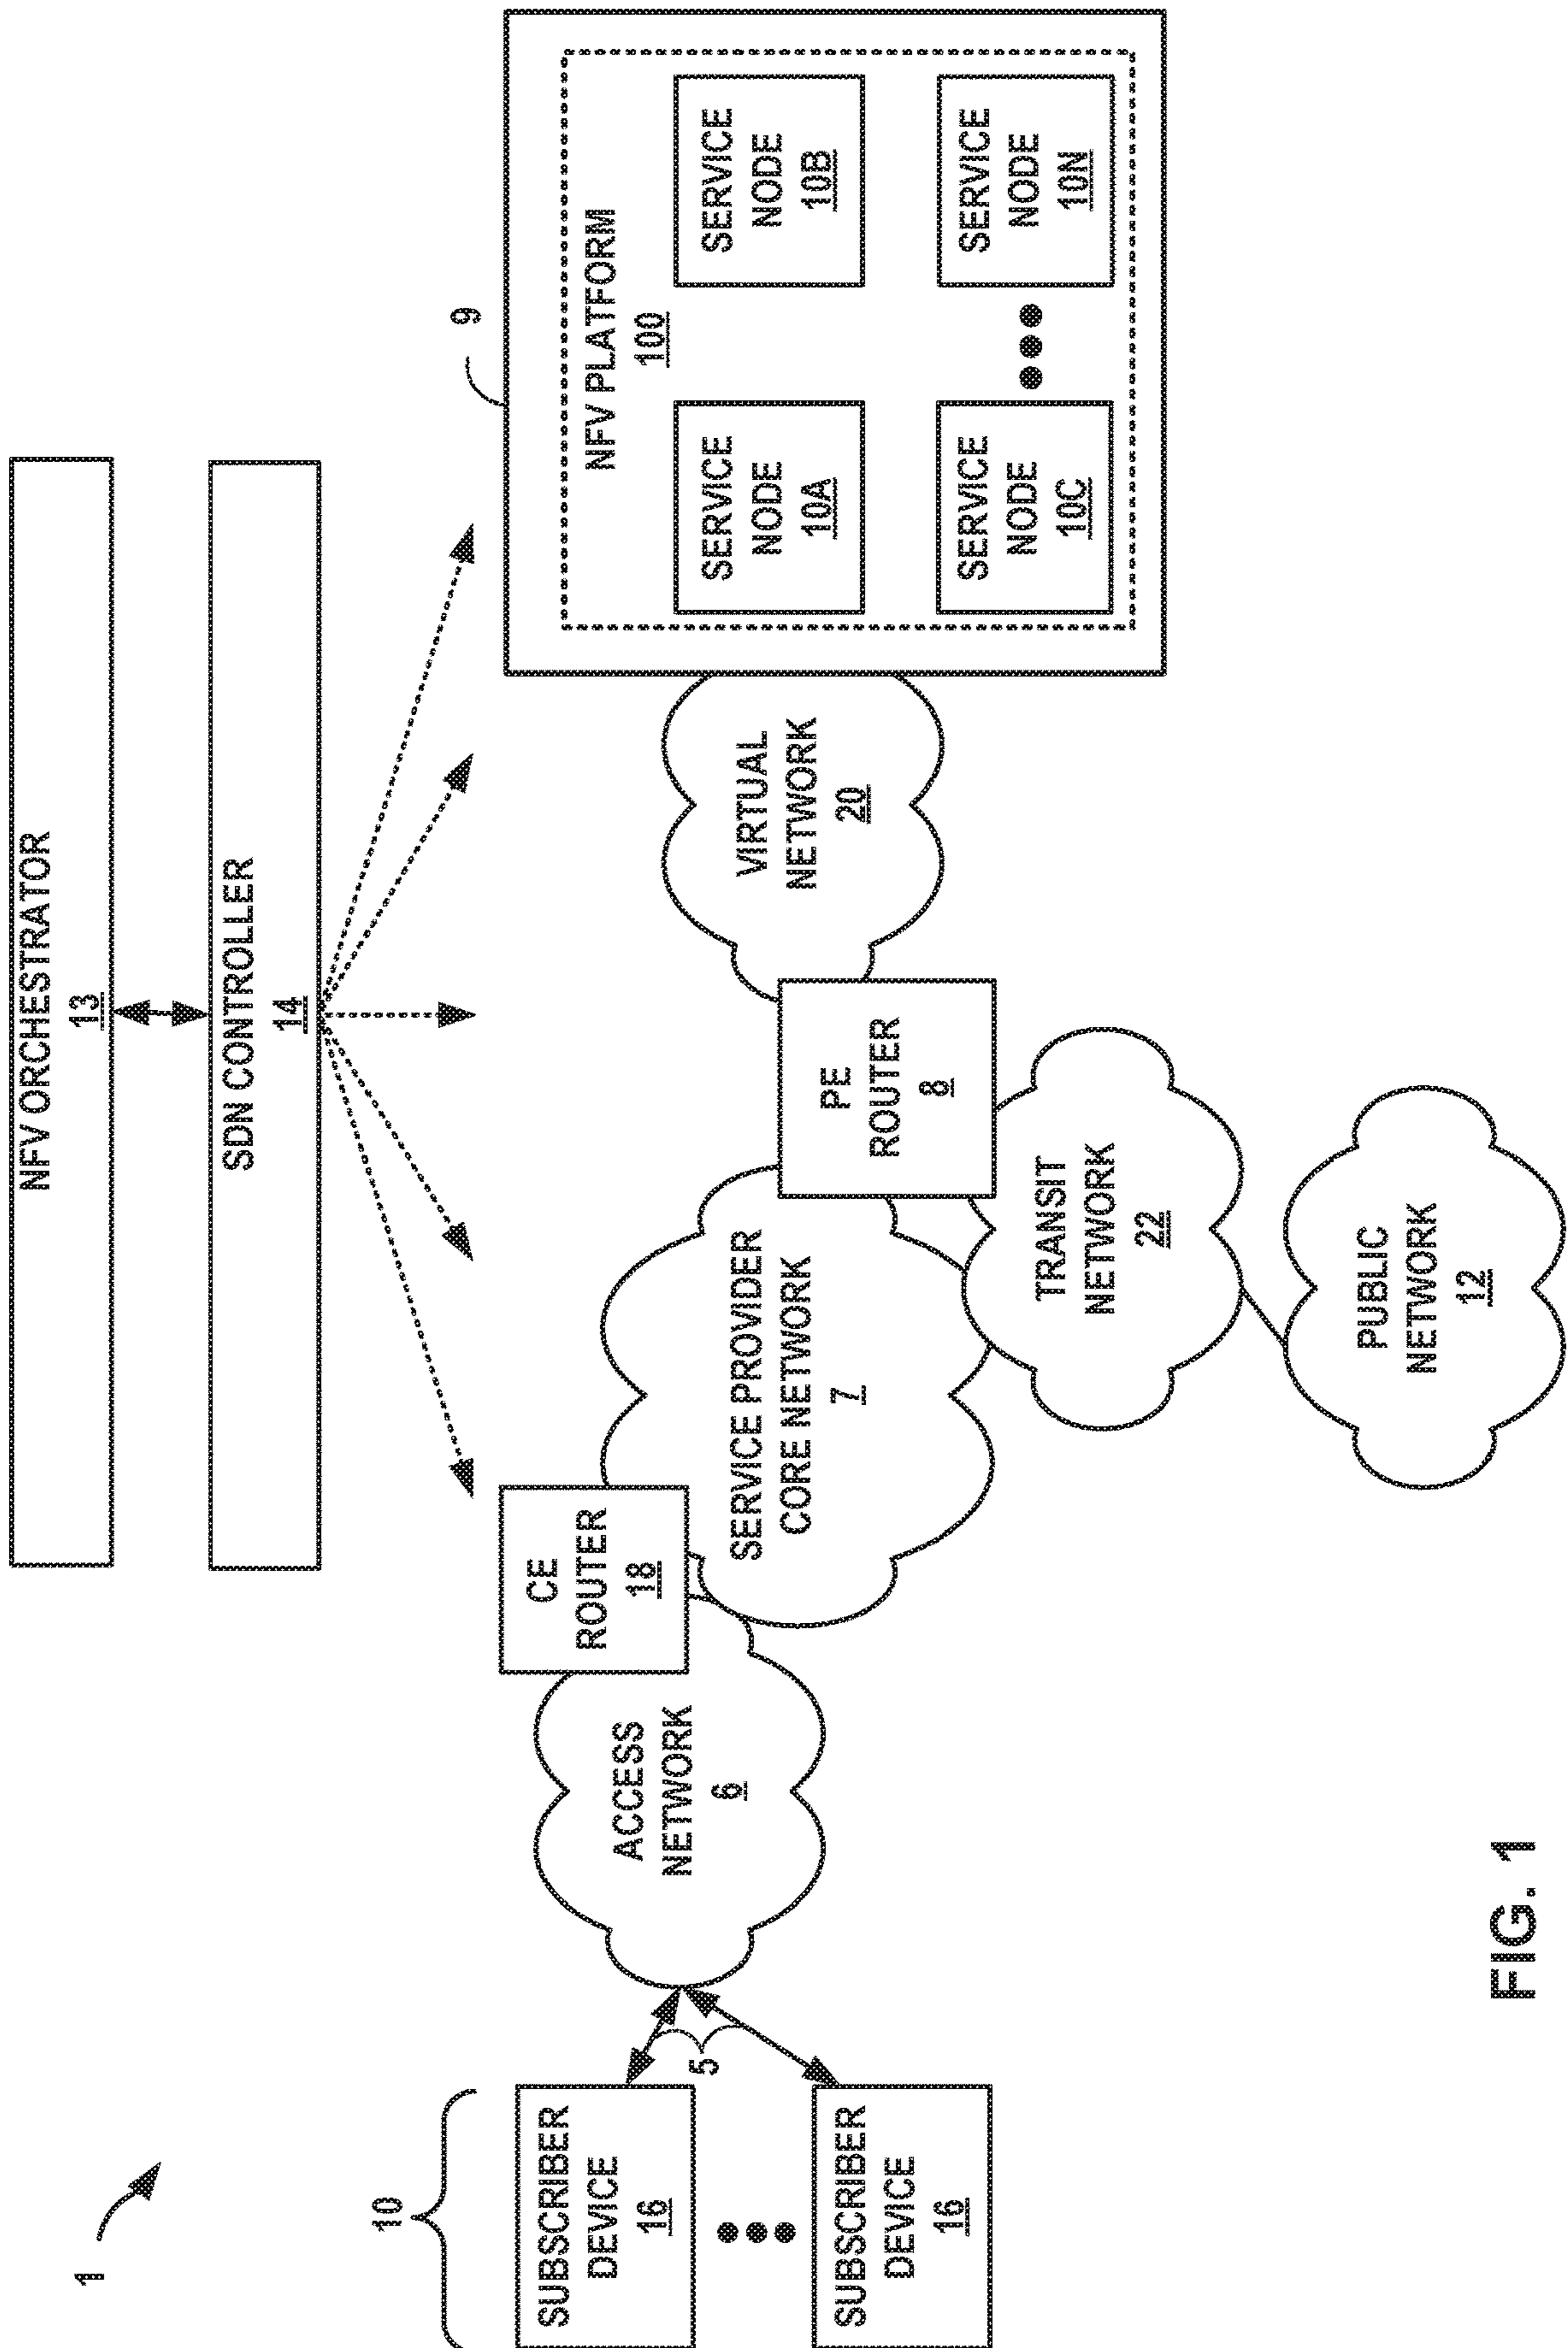 1
NFV ORCHESTRATOR
13
SDN CONTROLLER
14
10
SUBSCRIBER
DEVICE
16
SUBSCRIBER
DEVICE
16
5
ACCESS
NETWORK
6
CE
ROUTER
18
SERVICE PROVIDER
CORE NETWORK
7
PE
ROUTER
8
VIRTUAL
NETWORK
20
9
NFV PLATFORM
100
SERVICE
NODE
10A
SERVICE
NODE
10B
SERVICE
NODE
10C
SERVICE
NODE
10N
TRANSIT
NETWORK
22
PUBLIC
NETWORK
12
FIG. 1